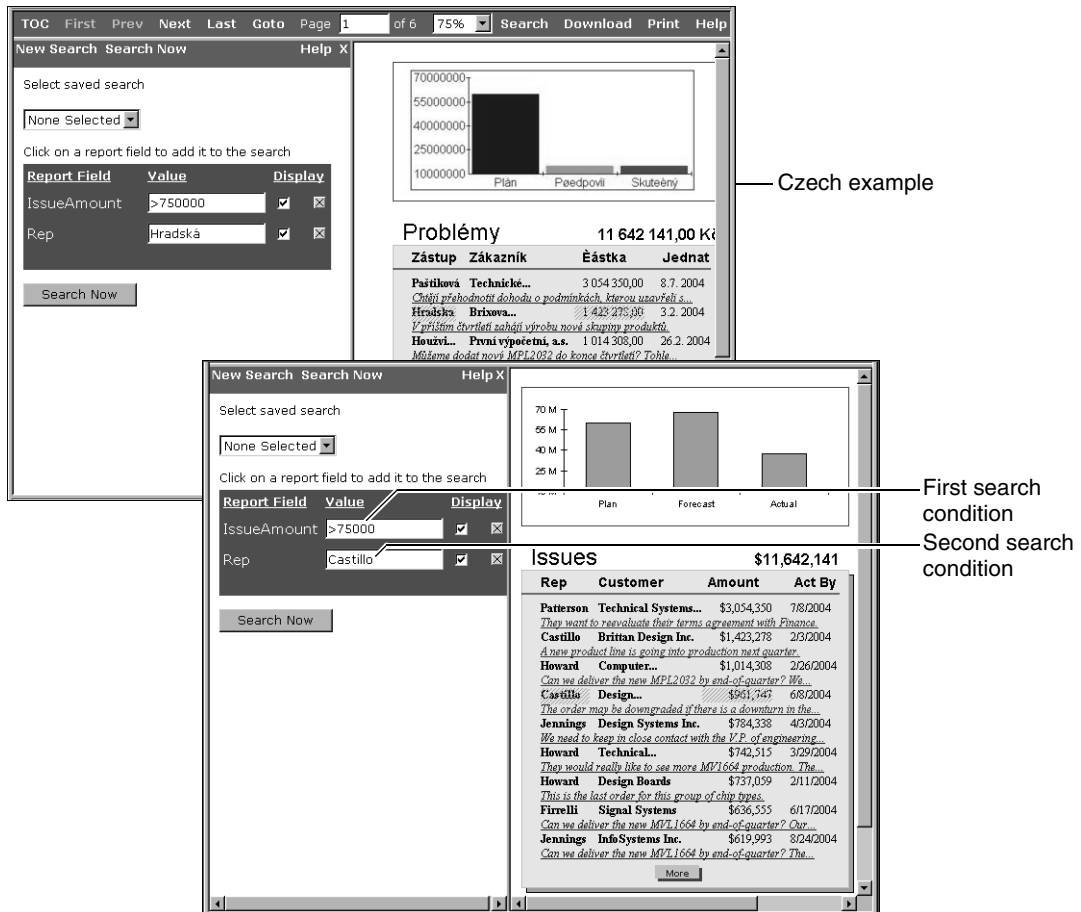 TOC First Prev Next Last Goto Page 1 of 6 75% Search Download Print Help
New Search Search Now Help X
Select saved search
None Selected
Click on a report field to add it to the search
Report Field Value Display
IssueAmount >750000
Rep Hradská
Search Now
70000000
55000000
40000000
25000000
10000000
Plán Pøedpovìï Skuteèný
Czech example
Problémy 11 642 141,00 Kč
Zástup Zákazník Èástka Jednat
Paštiková Technické... 3 054 350,00 8.7. 2004
Chtějí přehodnotit dohodu o podmínkách, kterou uzavřeli s...
Hradska Brixova... 1 423 278,00 3.2. 2004
V příštím čtvrtletí zahájí výrobu nové skupiny produktů.
Houžvi... První výpočetní, a.s. 1 014 308,00 26.2. 2004
Můžeme dodat nový MPL2032 do konce čtvrtletí? Tohle...
New Search Search Now Help X
Select saved search
None Selected
Click on a report field to add it to the search
Report Field Value Display
IssueAmount >75000
Rep Castillo
Search Now
70 M
55 M
40 M
25 M
Plan Forecast Actual
First search
condition
Second search
condition
Issues $11,642,141
Rep Customer Amount Act By
Patterson Technical Systems... $3,054,350 7/8/2004
They want to reevaluate their terms agreement with Finance.
Castillo Brittan Design Inc. $1,423,278 2/3/2004
A new product line is going into production next quarter.
Howard Computer... $1,014,308 2/26/2004
Can we deliver the new MPL2032 by end-of-quarter? We...
Castillo Design... $961,747 6/8/2004
The order may be downgraded if there is a downturn in the...
Jennings Design Systems Inc. $784,338 4/3/2004
We need to keep in close contact with the V.P. of engineering...
Howard Technical... $742,515 3/29/2004
They would really like to see more MV1664 production. The...
Howard Design Boards $737,059 2/11/2004
This is the last order for this group of chip types.
Firrelli Signal Systems $636,555 6/17/2004
Can we deliver the new MVL1664 by end-of-quarter? Our...
Jennings InfoSystems Inc. $619,993 8/24/2004
Can we deliver the new MVL1664 by end-of-quarter? The...
More